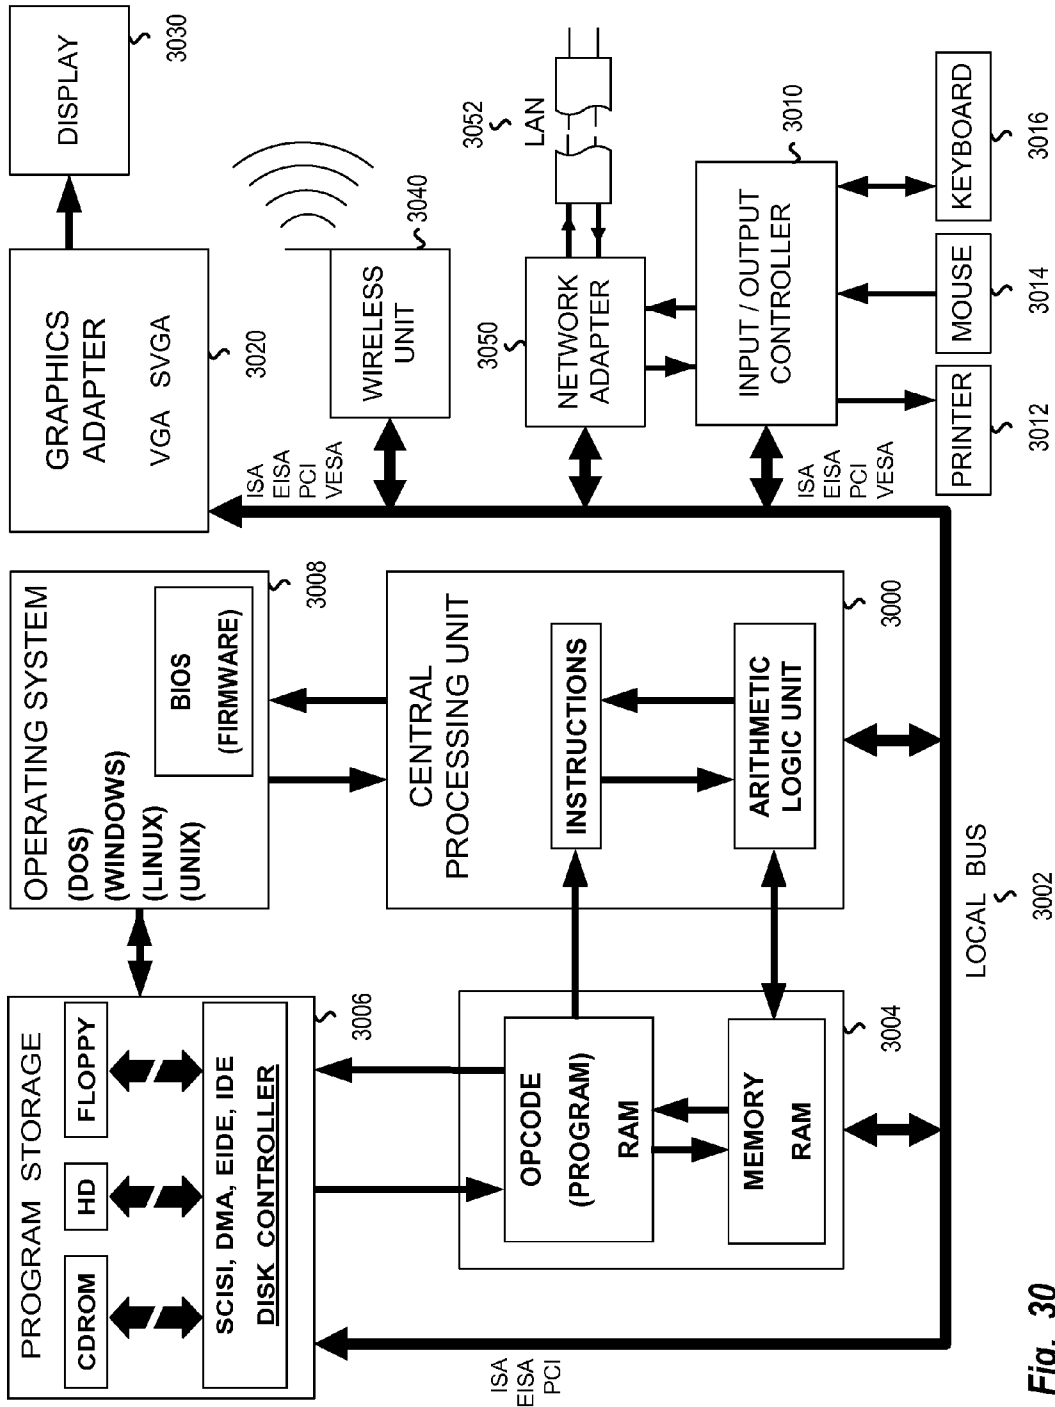 PROGRAM STORAGE
CDROM
HD
FLOPPY
SCISI, DMA, EIDE, IDE
DISK CONTROLLER
3006
OPERATING SYSTEM
(DOS)
(WINDOWS)
(LINUX)
(UNIX)
BIOS
(FIRMWARE)
3008
GRAPHICS
ADAPTER
VGA SVGA
3020
DISPLAY
3030
ISA
EISA
PCI
VESA
WIRELESS
UNIT
3040
OPCODE
(PROGRAM)
RAM
MEMORY
RAM
3004
CENTRAL
PROCESSING UNIT
INSTRUCTIONS
ARITHMETIC
LOGIC UNIT
3000
3050
NETWORK
ADAPTER
3052
LAN
INPUT / OUTPUT
CONTROLLER
3010
ISA
EISA
PCI
VESA
PRINTER
3012
MOUSE
3014
KEYBOARD
3016
ISA
EISA
PCI
LOCAL BUS
3002
Fig. 30